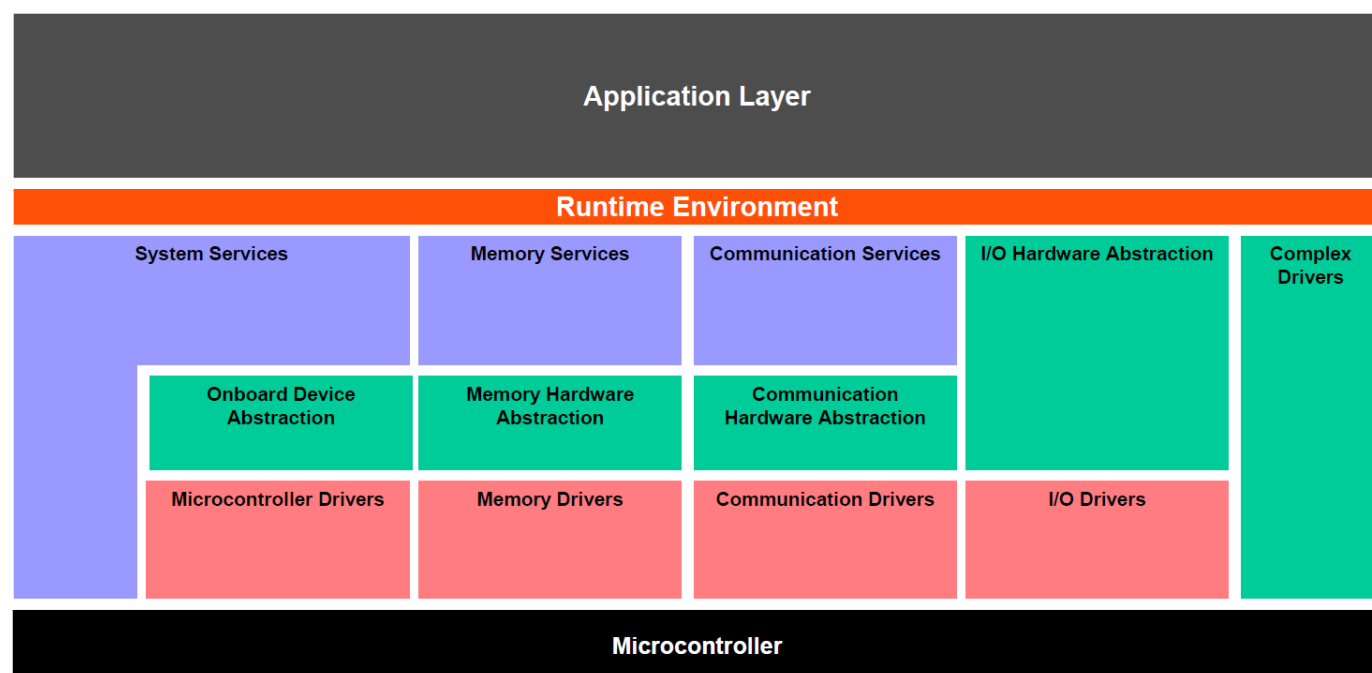 Application Layer
Runtime Environment
System Services
Memory Services
Communication Services
I/O Hardware Abstraction
Complex
Drivers
Onboard Device
Abstraction
Memory Hardware
Abstraction
Communication
Hardware Abstraction
Microcontroller Drivers
Memory Drivers
Communication Drivers
I/O Drivers
Microcontroller